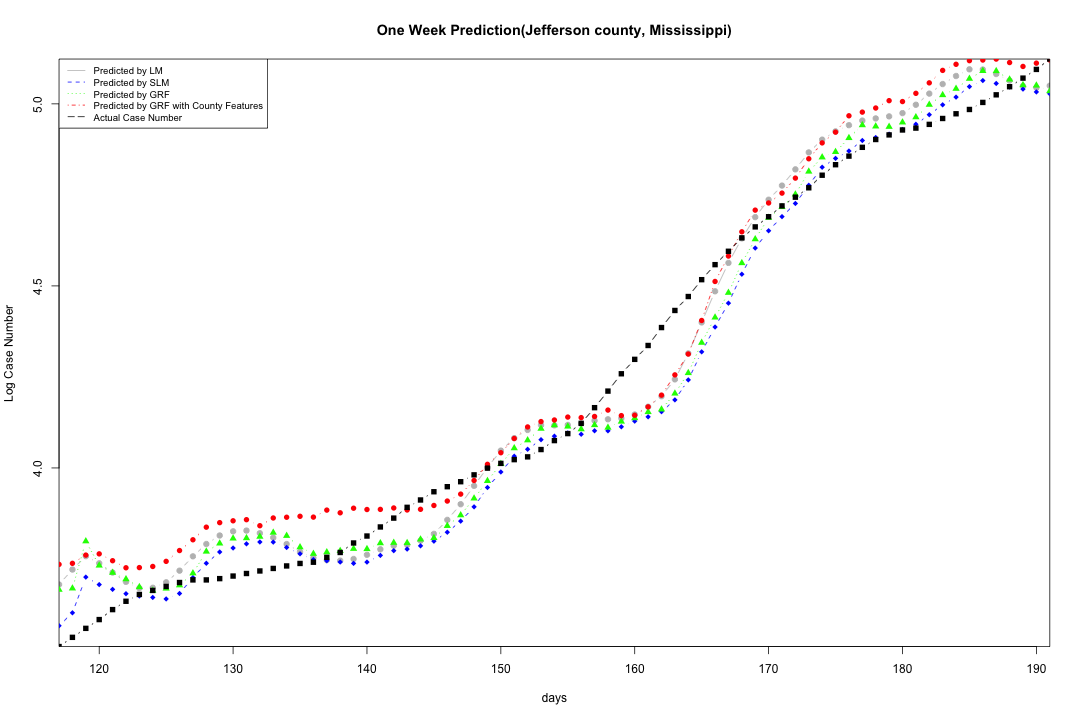 One Week Prediction(Jefferson county, Mississippi)
Predicted by LM
Predicted by SLM
Predicted by GRF
Predicted by GRF with County Features
Actual Case Number
5.0
4.5
4.0
Log Case Number
120 130 140 150 160 170 180 190
days